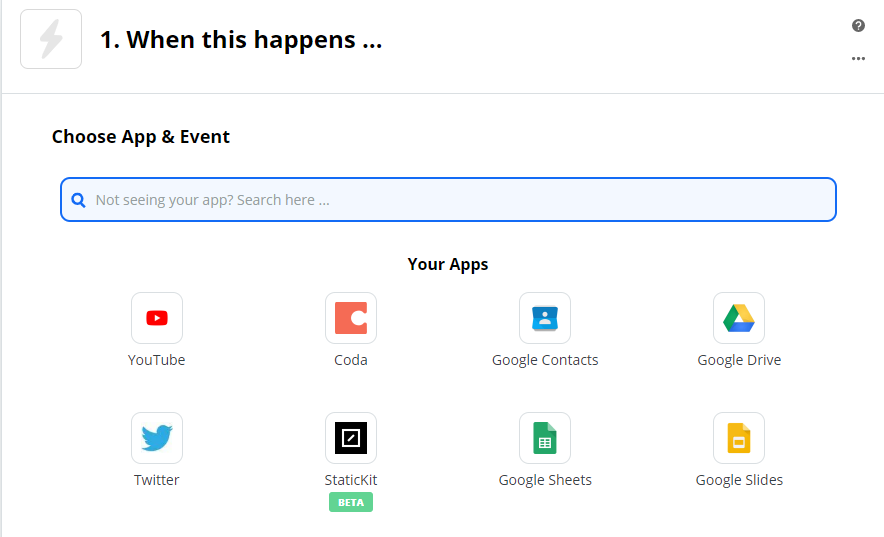 1. When this happens ...
Choose App & Event
Not seeing your app? Search here ...
Your Apps
YouTube
Coda
Google Contacts
Google Drive
Twitter
StaticKit
BETA
Google Sheets
Google Slides